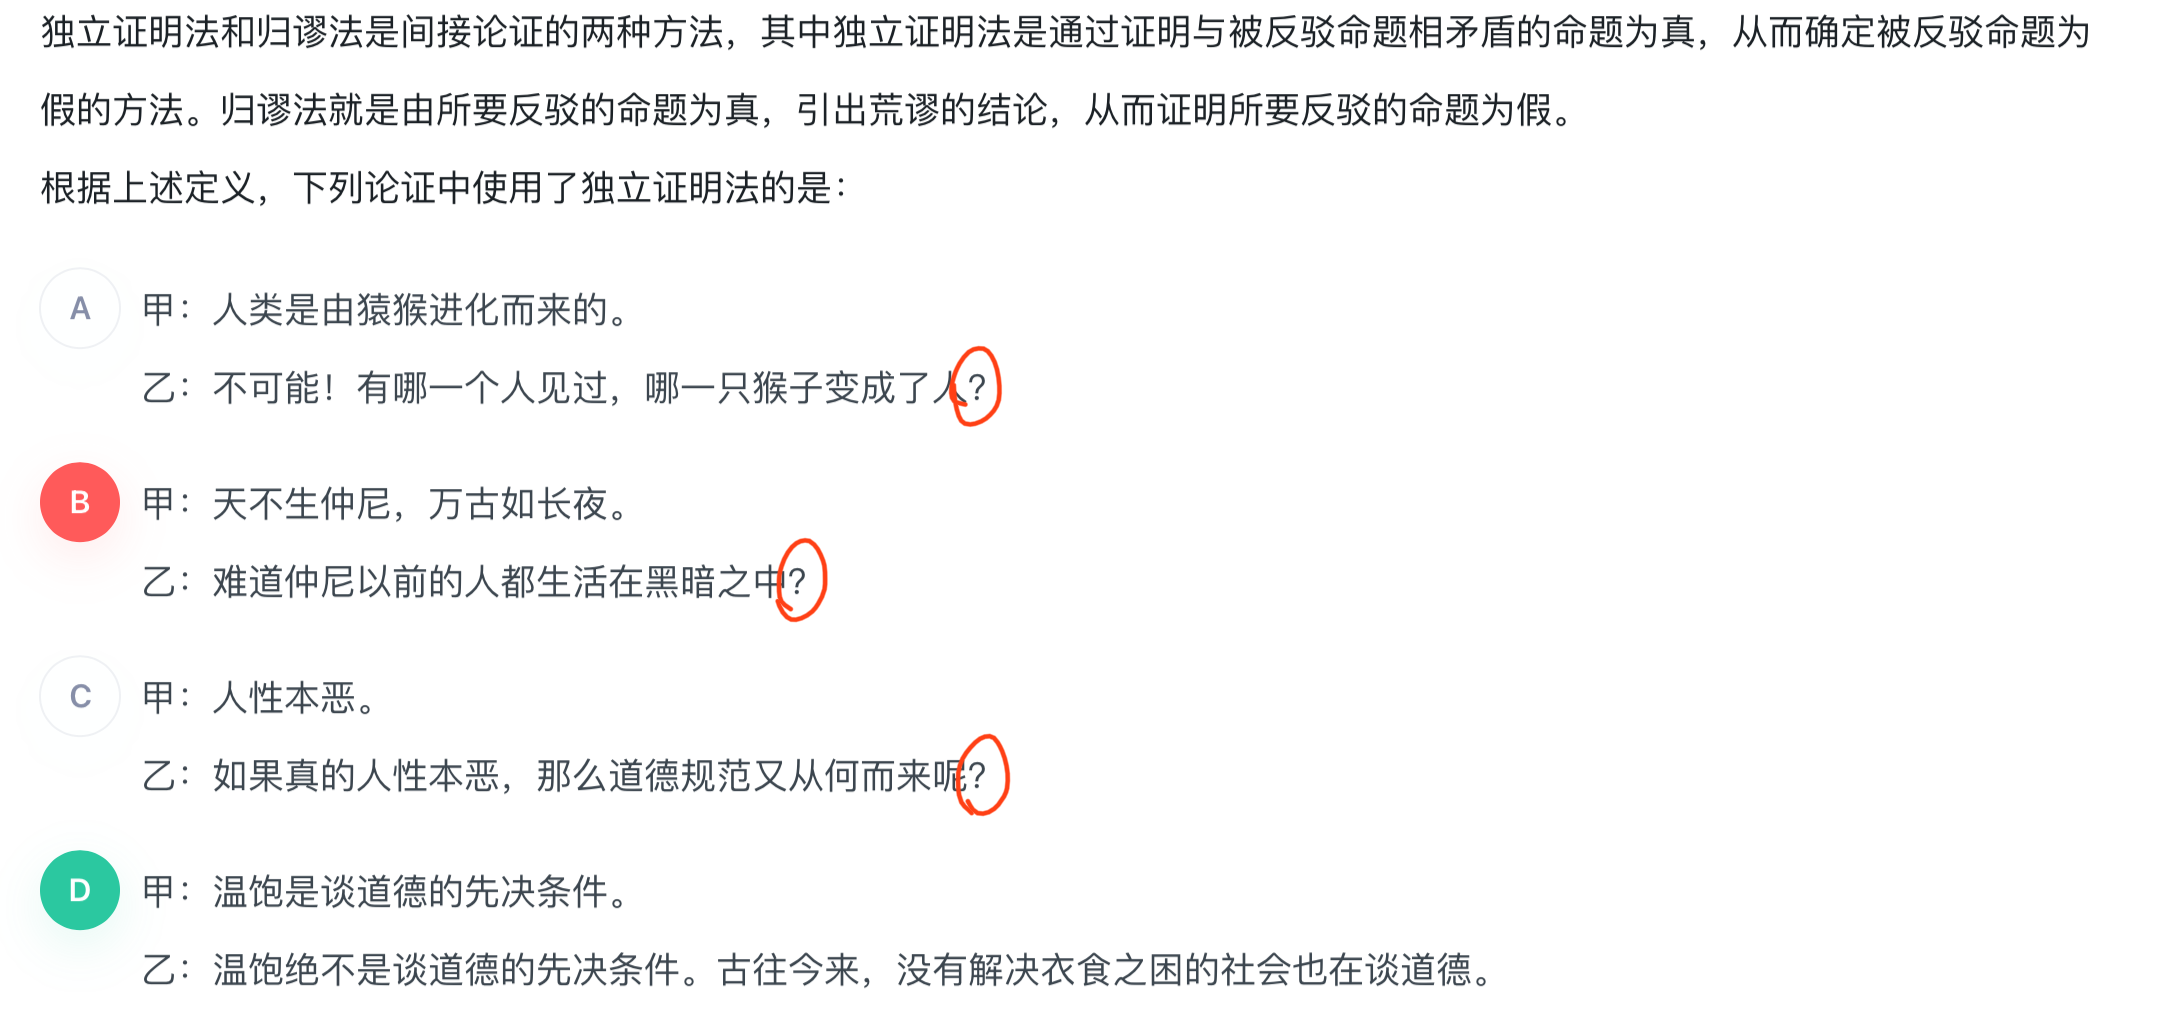 独立证明法和归谬法是间接论证的两种方法，其中独立证明法是通过证明与被反驳命题相矛盾的命题为真，从而确定被反驳命题为
假的方法。归谬法就是由所要反驳的命题为真，引出荒谬的结论，从而证明所要反驳的命题为假。
根据上述定义，下列论证中使用了独立证明法的是：
A 甲：人类是由猿猴进化而来的。
乙：不可能！有哪一个人见过，哪一只猴子变成了人？
B 甲：天不生仲尼，万古如长夜。
乙：难道仲尼以前的人都生活在黑暗之中？
C 甲：人性本恶。
乙：如果真的人性本恶，那么道德规范又从何而来呢？
D 甲：温饱是谈道德的先决条件。
乙：温饱绝不是谈道德的先决条件。古往今来，没有解决衣食之困的社会也在谈道德。